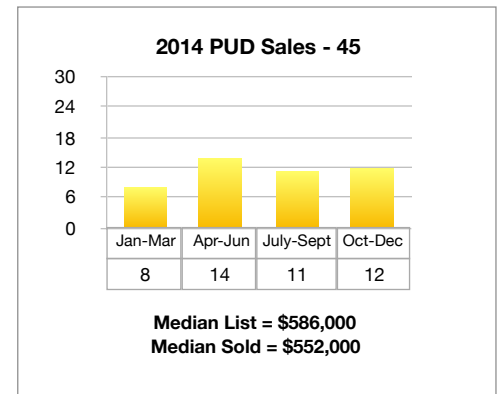 2014 PUD Sales - 45
30
24
18
12
6
0
Jan-Mar Apr-Jun July-Sept Oct-Dec
8 14 11 12
Median List = $586,000
Median Sold = $552,000